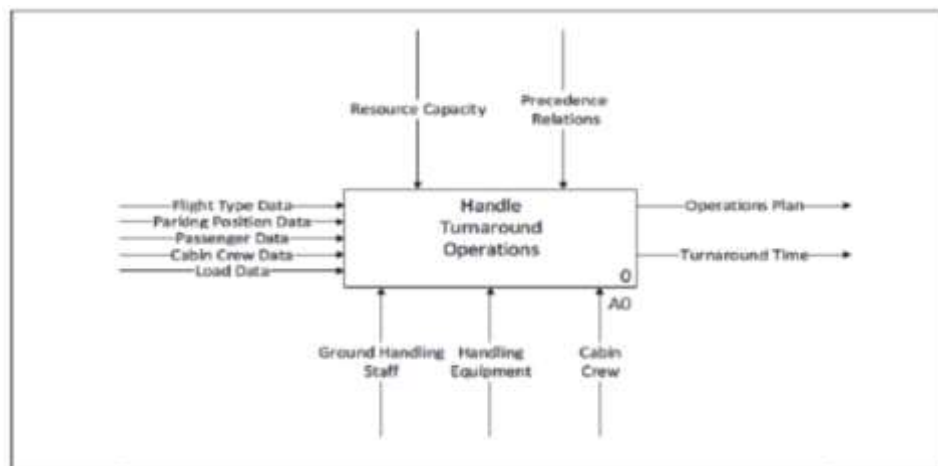 Resource Capacity
Precedence
Relations
Flight Type Data
Parking Position Data
Passenger Data
Cabin Crew Data
Load Data
Handle
Turnaround
Operations
0
A0
Operations Plan
Turnaround Time
Ground Handling
Staff
Handling
Equipment
Cabin
Crew